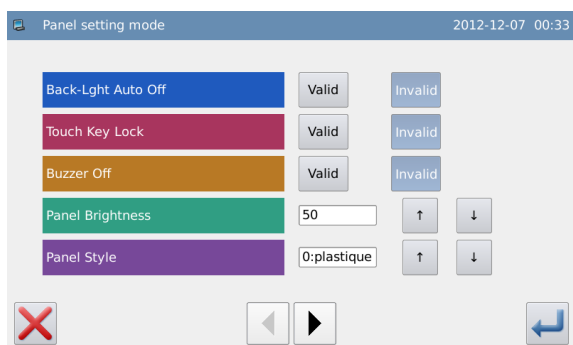 Panel setting mode 2012-12-07 00:33
Back-Lght Auto Off Valid Invalid
Touch Key Lock Valid Invalid
Buzzer Off Valid Invalid
Panel Brightness 50 ↑ ↓
Panel Style 0:plastique ↑ ↓